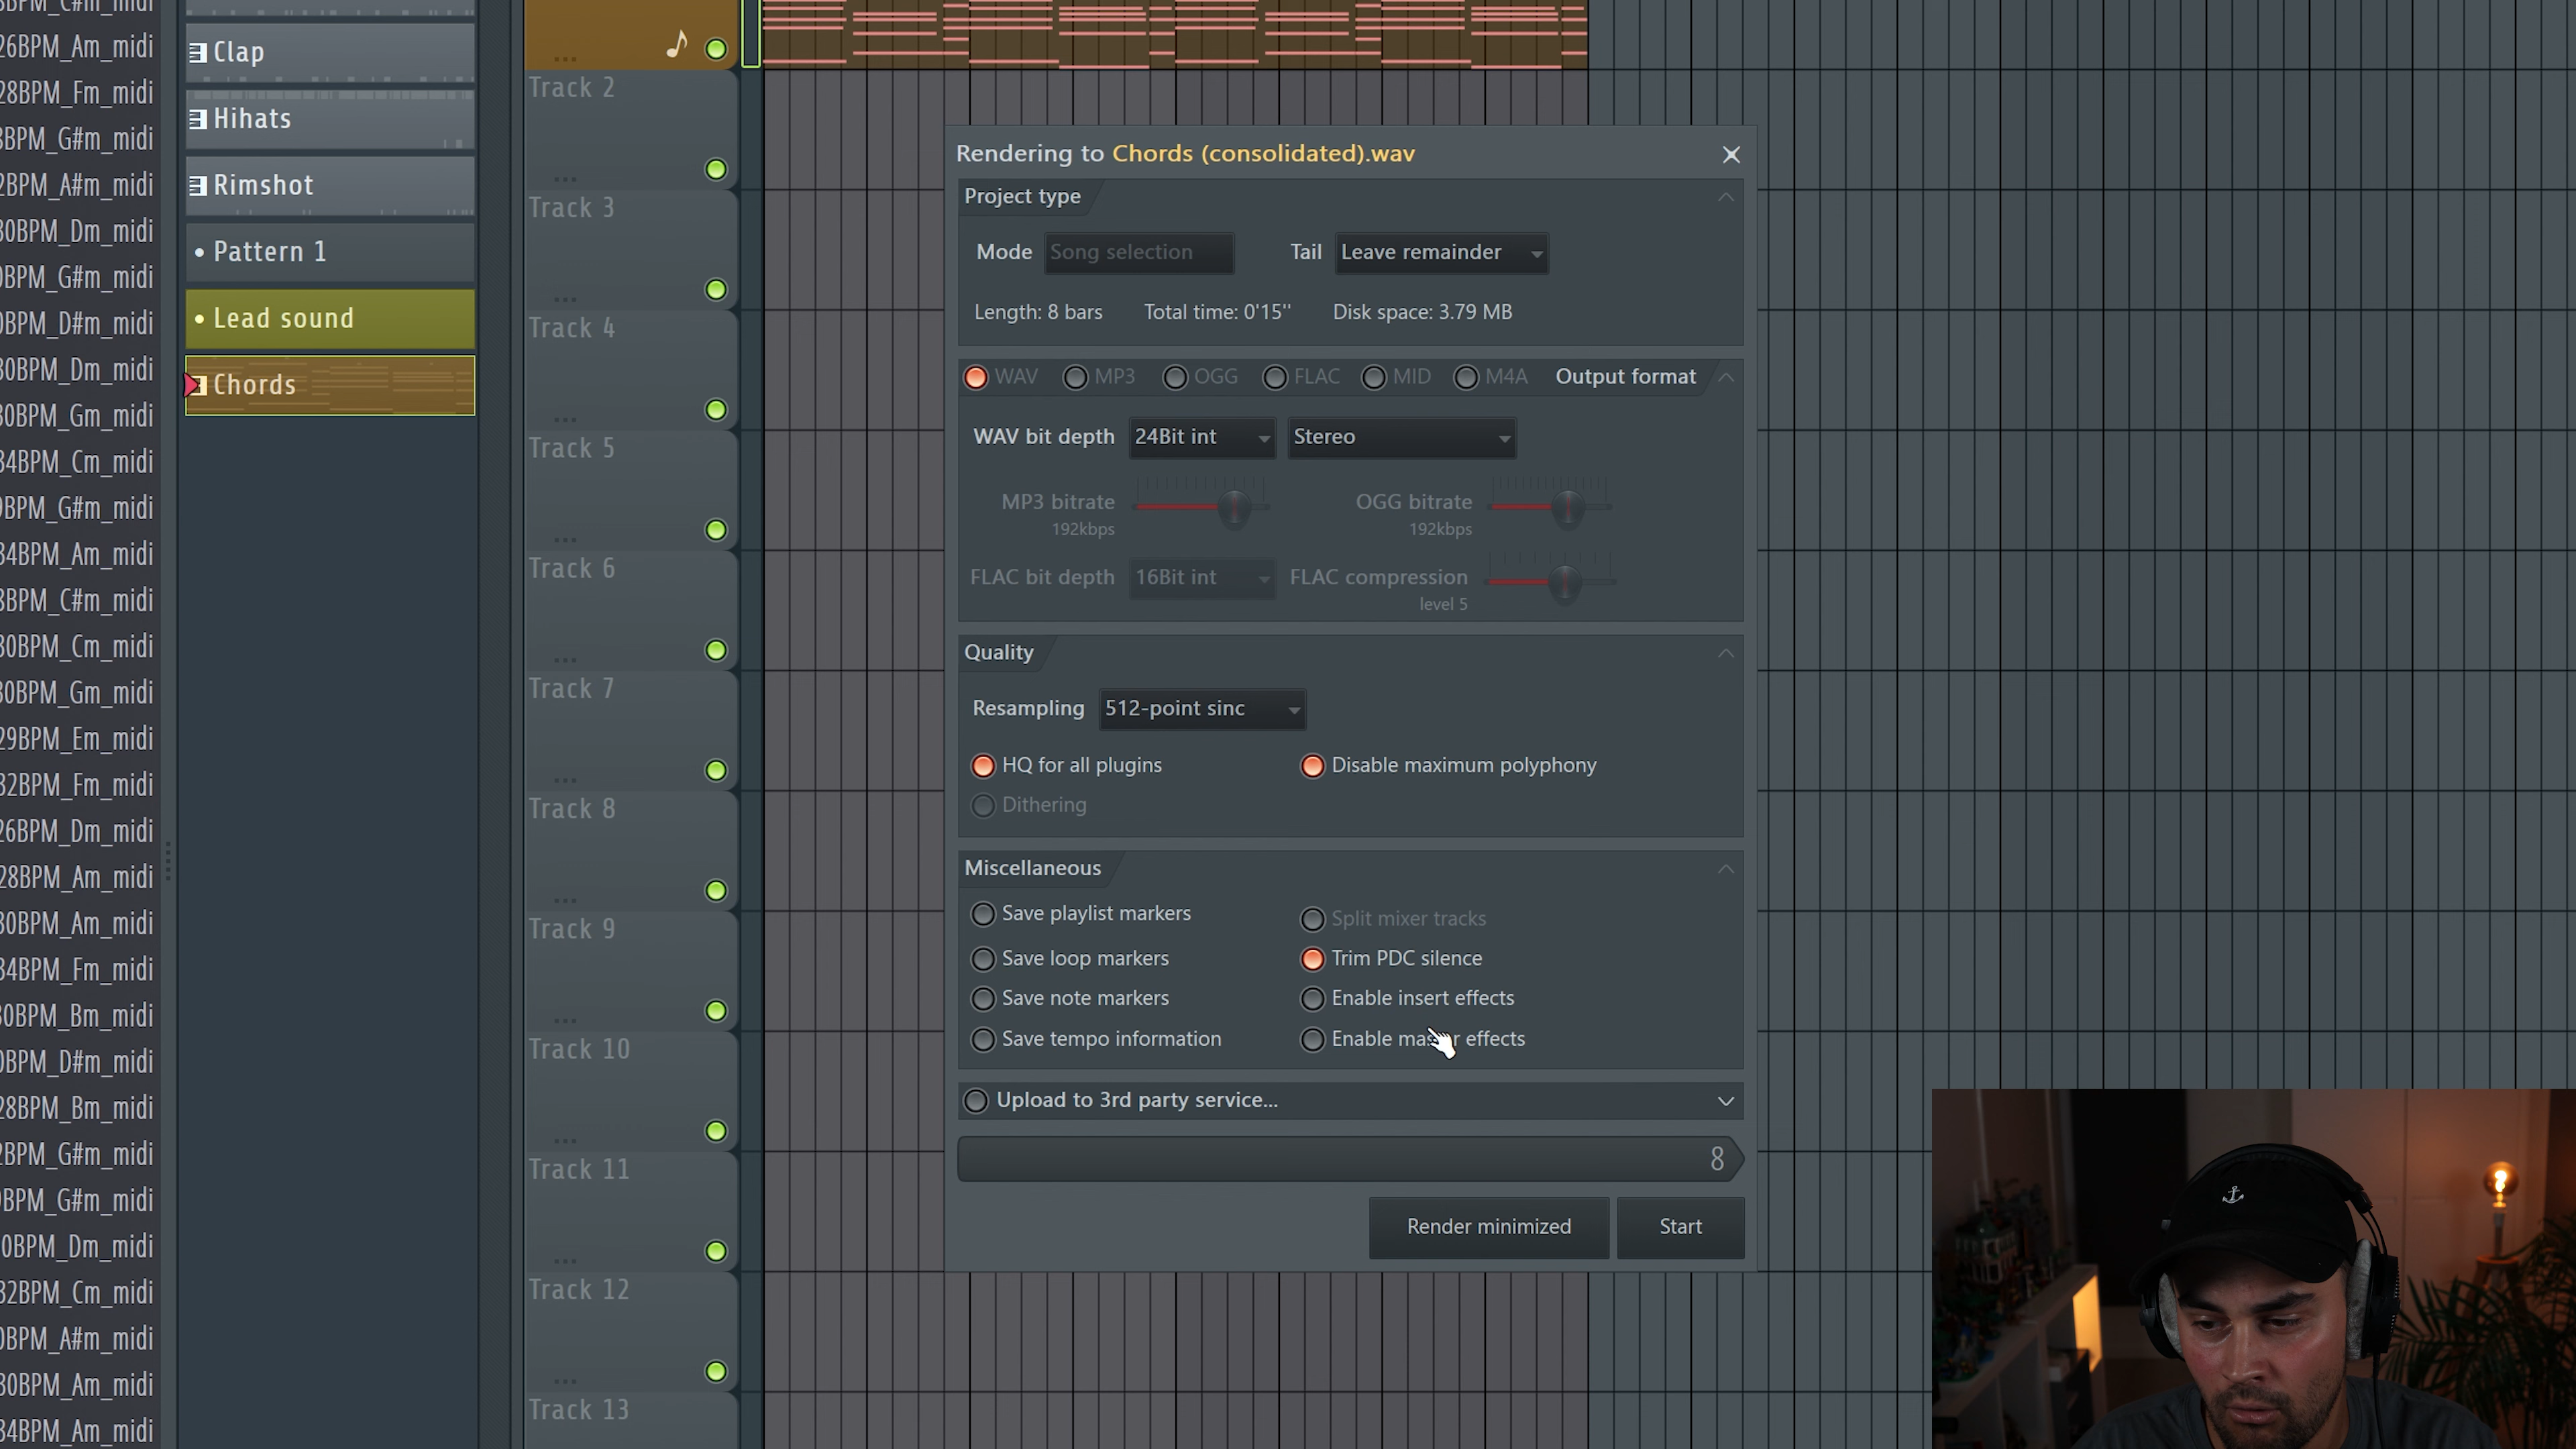 26BPM_Am_midi
28BPM_Fm_midi
BPM_G#m_midi
2BPM_A#m_midi
30BPM_Dm_midi
0BPM_G#m_midi
0BPM_D#m_midi
30BPM_Dm_midi
30BPM_Gm_midi
34BPM_Cm_midi
BPM_G#m_midi
34BPM_Am_midi
BPM_C#m_midi
30BPM_Cm_midi
30BPM_Gm_midi
29BPM_Em_midi
32BPM_Fm_midi
26BPM_Dm_midi
28BPM_Am_midi
30BPM_Am_midi
34BPM_Fm_midi
30BPM_Bm_midi
0BPM_D#m_midi
28BPM_Bm_midi
2BPM_G#m_midi
BPM_G#m_midi
0BPM_Dm_midi
32BPM_Cm_midi
0BPM_A#m_midi
30BPM_Am_midi
34BPM_Am_midi
Clap
Hihats
Rimshot
Pattern 1
Lead sound
Chords
Track 2
Track 3
Track 4
Track 5
Track 6
Track 7
Track 8
Track 9
Track 10
Track 11
Track 12
Track 13
Rendering to Chords (consolidated).wav
Project type
Mode Song selection Tail Leave remainder
Length: 8 bars Total time: 0'15'' Disk space: 3.79 MB
WAV MP3 OGG FLAC MID M4A Output format
WAV bit depth 24Bit int Stereo
MP3 bitrate OGG bitrate
192kbps 192kbps
FLAC bit depth 16Bit int FLAC compression
level 5
Quality
Resampling 512-point sinc
HQ for all plugins Disable maximum polyphony
Dithering
Miscellaneous
Save playlist markers Split mixer tracks
Save loop markers Trim PDC silence
Save note markers Enable insert effects
Save tempo information Enable master effects
Upload to 3rd party service...
8
Render minimized Start